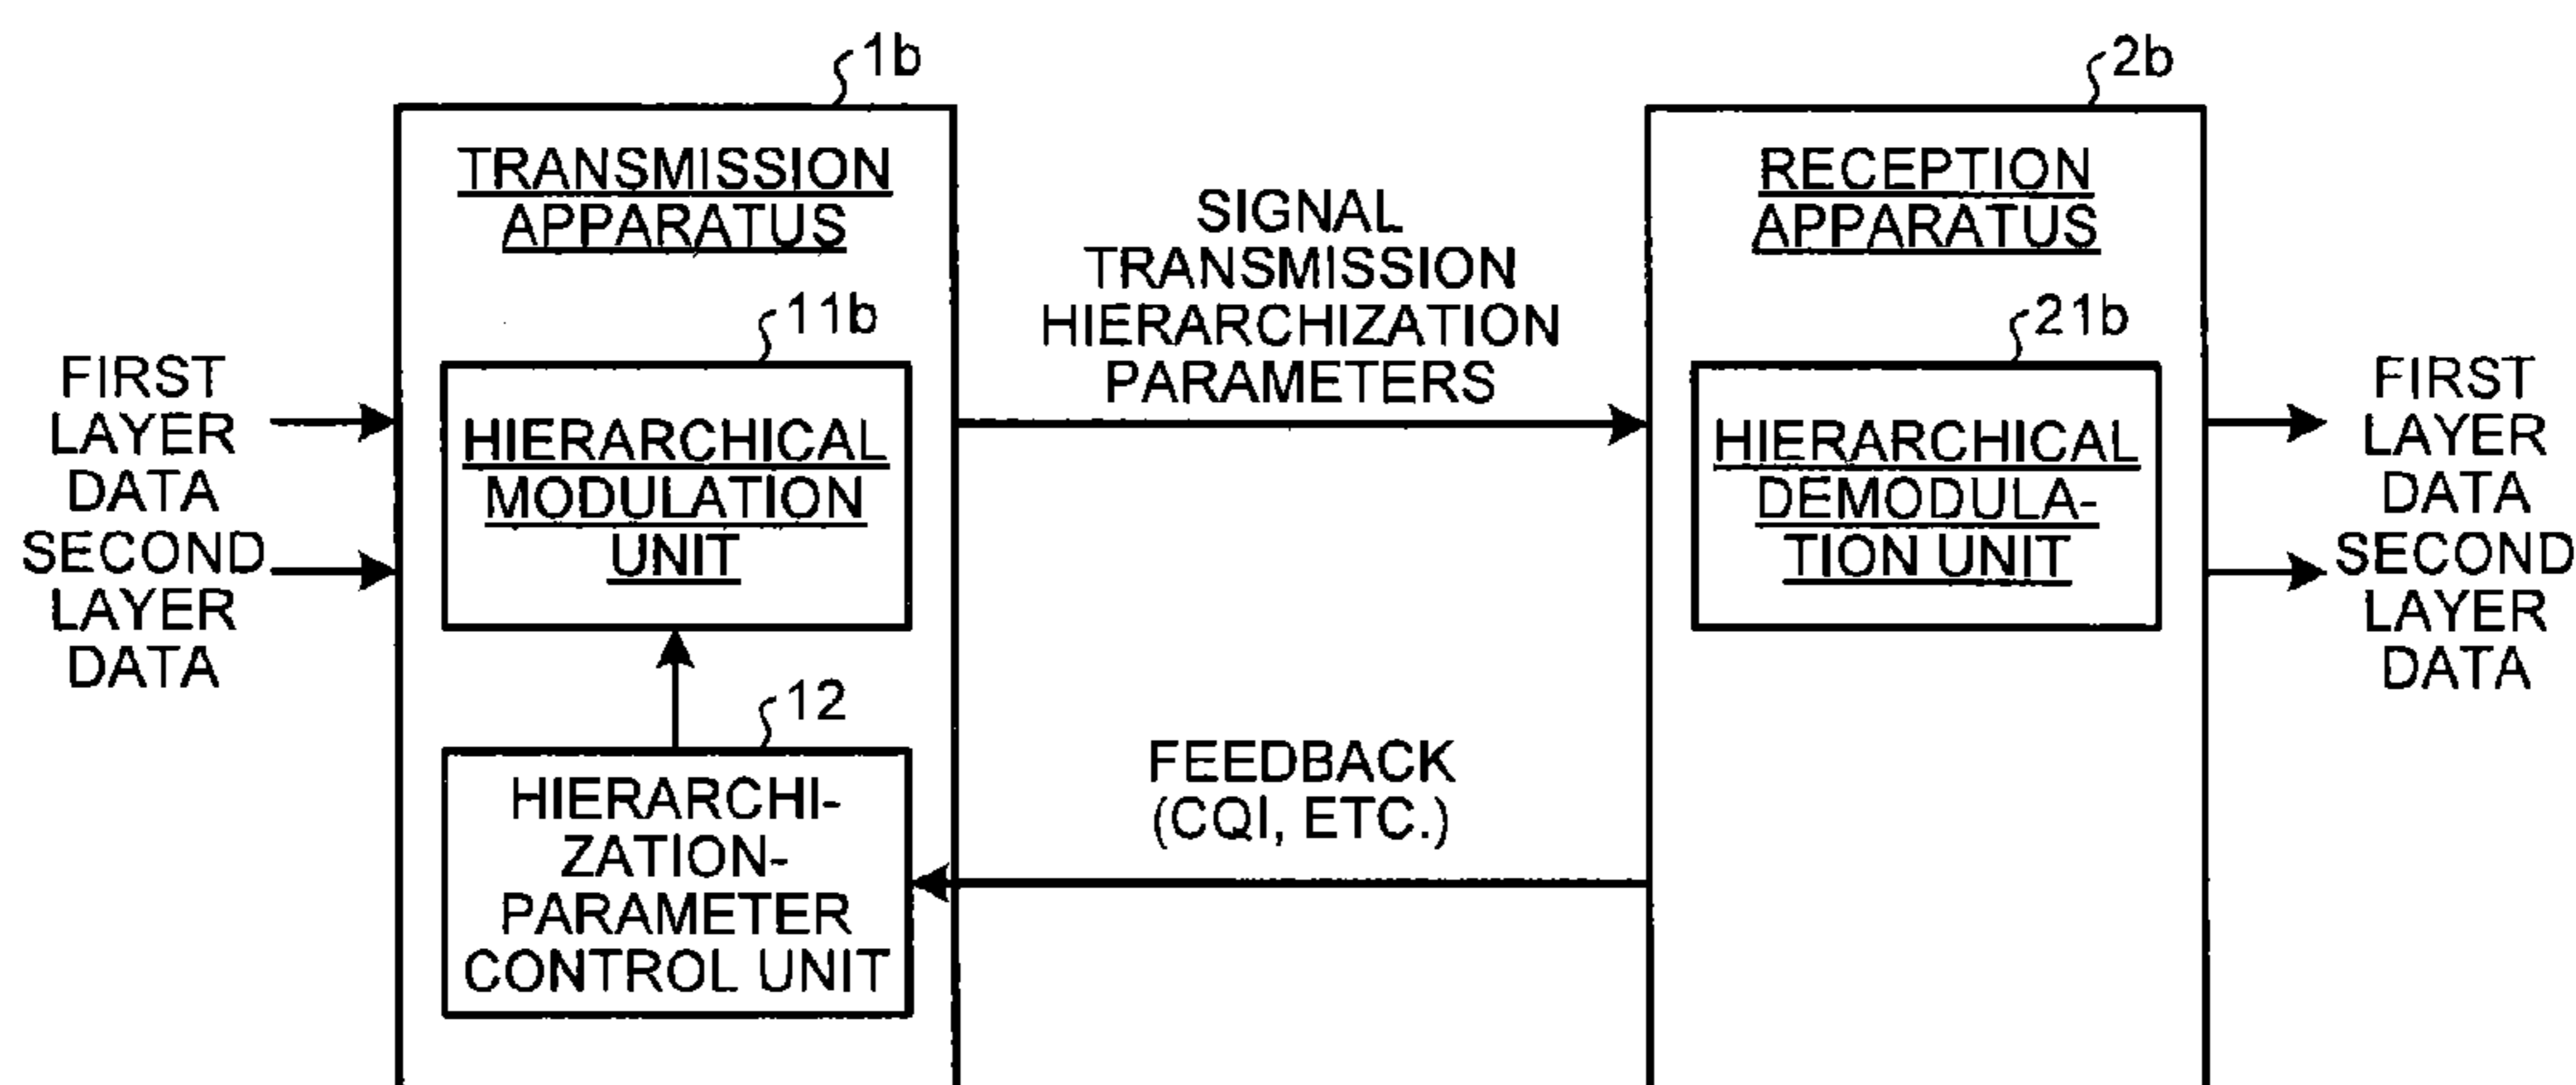 1b
2b
TRANSMISSION
APPARATUS
RECEPTION
APPARATUS
SIGNAL
TRANSMISSION
HIERARCHIZATION
PARAMETERS
11b
21b
FIRST
LAYER
DATA
SECOND
LAYER
DATA
HIERARCHICAL
MODULATION
UNIT
HIERARCHICAL
DEMODULA-
TION UNIT
FIRST
LAYER
DATA
SECOND
LAYER
DATA
12
HIERARCHI-
ZATION-
PARAMETER
CONTROL UNIT
FEEDBACK
(CQI, ETC.)